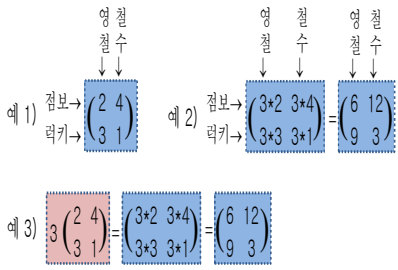 영 철
철 수
점보→ 2 4
예 1)
럭키→ 3 1
영 철
철 수
영 철
철 수
점보→ 3*2 3*4 = 6 12
예 2)
럭키→ 3*3 3*1 9 3
예 3) 3 ( 2 4 3 1 ) = ( 3*2 3*4 3*3 3*1 ) = ( 6 12 9 3 )